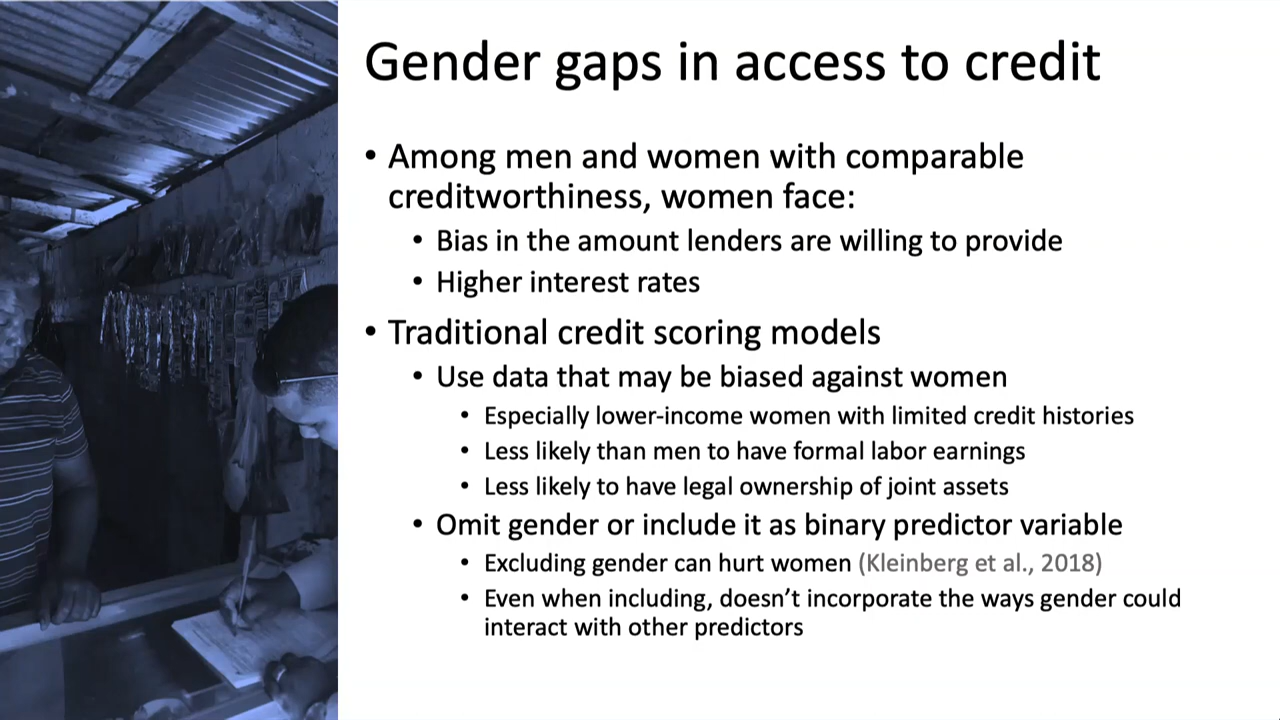 Gender gaps in access to credit
• Among men and women with comparable
creditworthiness, women face:
• Bias in the amount lenders are willing to provide
• Higher interest rates
• Traditional credit scoring models
• Use data that may be biased against women
• Especially lower-income women with limited credit histories
• Less likely than men to have formal labor earnings
• Less likely to have legal ownership of joint assets
• Omit gender or include it as binary predictor variable
• Excluding gender can hurt women (Kleinberg et al., 2018)
• Even when including, doesn’t incorporate the ways gender could
interact with other predictors